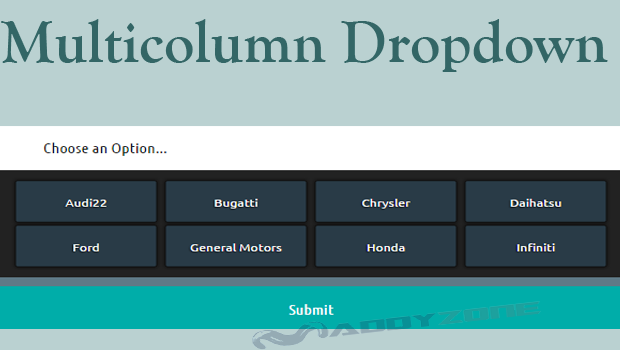 Multicolumn Dropdown
Choose an Option...
Audi22 Bugatti Chrysler Daihatsu
Ford General Motors Honda Infiniti
Submit
ADDYZONE